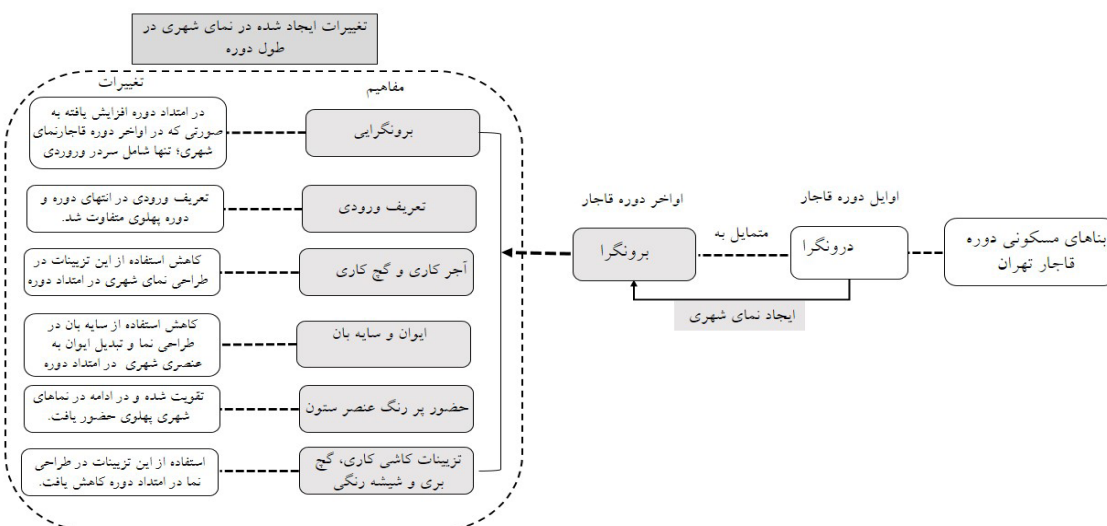 تغییرات ایجاد شده در نمای شهری در
طول دوره
مفاهیم
تغییرات
برونگرایی
در امتداد دوره افزایش یافته به
صورتی که در اواخر دوره قاجارنمای
شهری؛ تنها شامل سردر وروردی
تعریف ورودی
تعریف ورودی در انتهای دوره و
دوره پهلوی متفاوت شد.
آجر کاری و گچ کاری
کاهش استفاده از این تزیینات در
طراحی نمای شهری در امتداد دوره
ایوان و سایه بان
کاهش استفاده از سایه بان در
طراحی نما و تبدیل ایوان به
عنصری شهری در امتداد دوره
حضور پر رنگ عنصر ستون
تقویت شده و در ادامه در نماهای
شهری پهلوی حضور یافت.
تزیینات کاشی کاری، گچ
بری و شیشه رنگی
استفاده از این تزیینات در طراحی
نما در امتداد دوره کاهش یافت.
بناهای مسکونی دوره
قاجار تهران
اوایل دوره قاجار
درونگرا
متمایل به
اواخر دوره قاجار
برونگرا
ایجاد نمای شهری